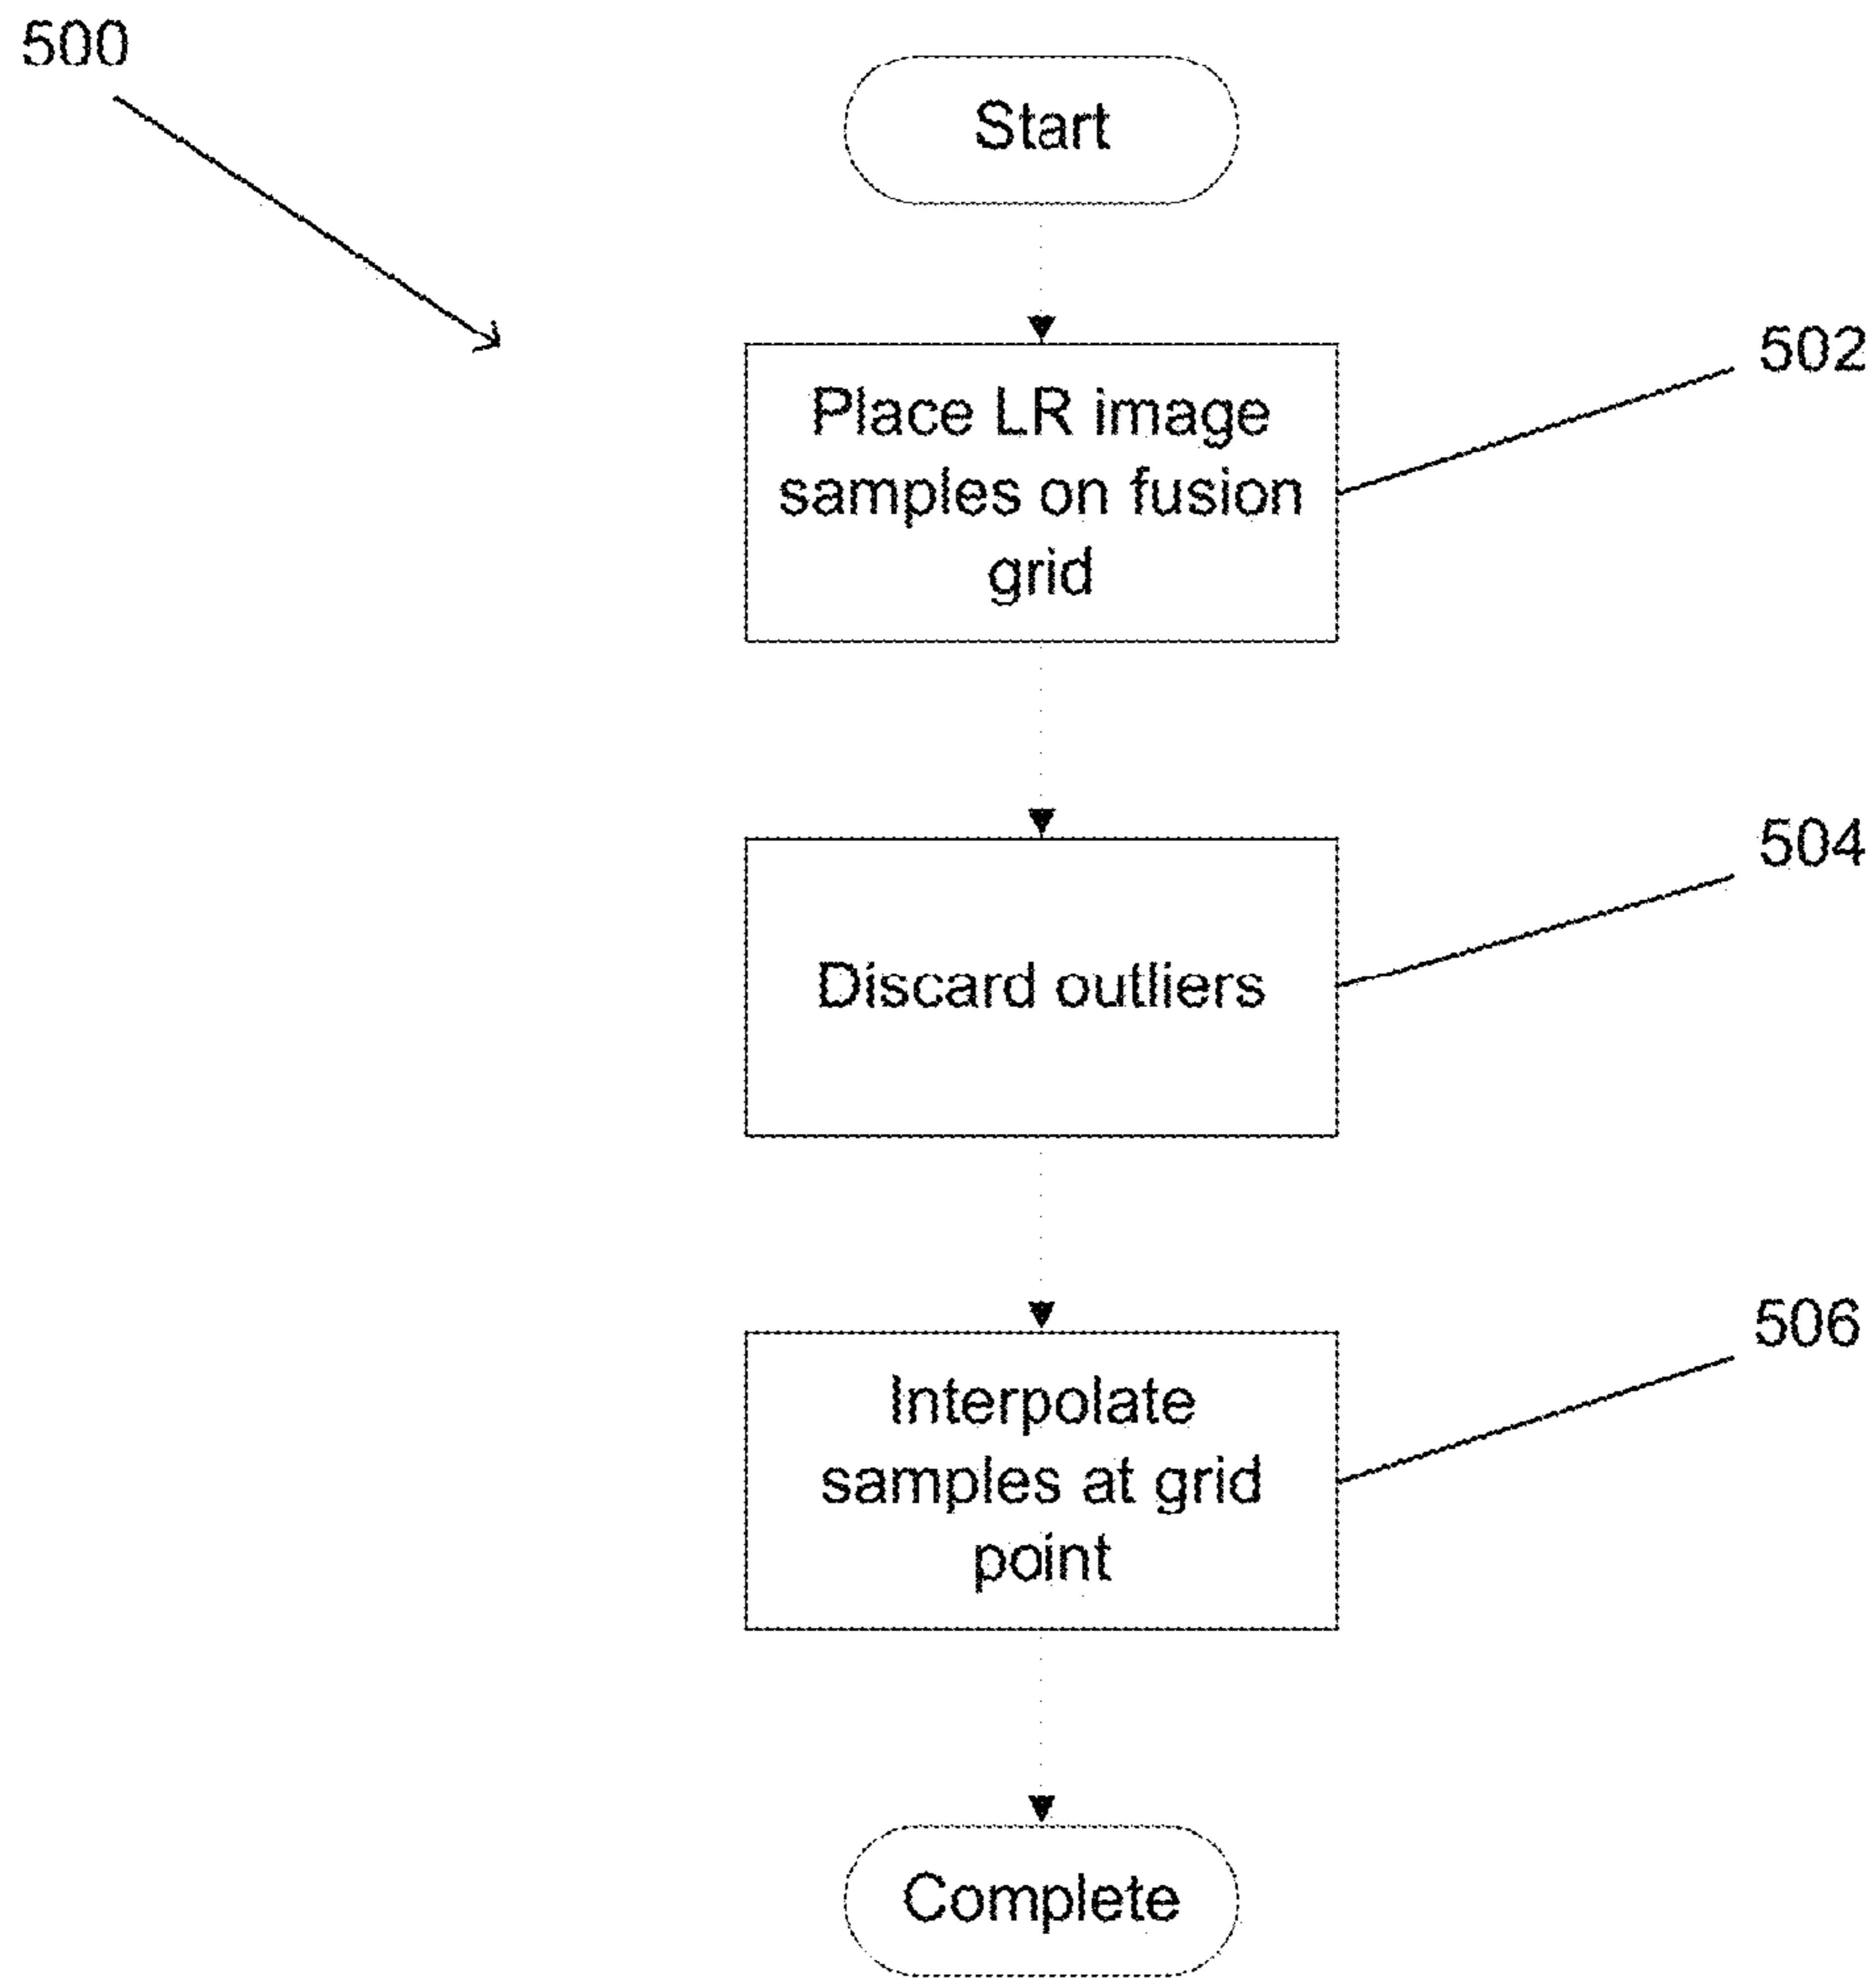 500
Start
502
Place LR image
samples on fusion
grid
504
Discard outliers
506
Interpolate
samples at grid
point
Complete